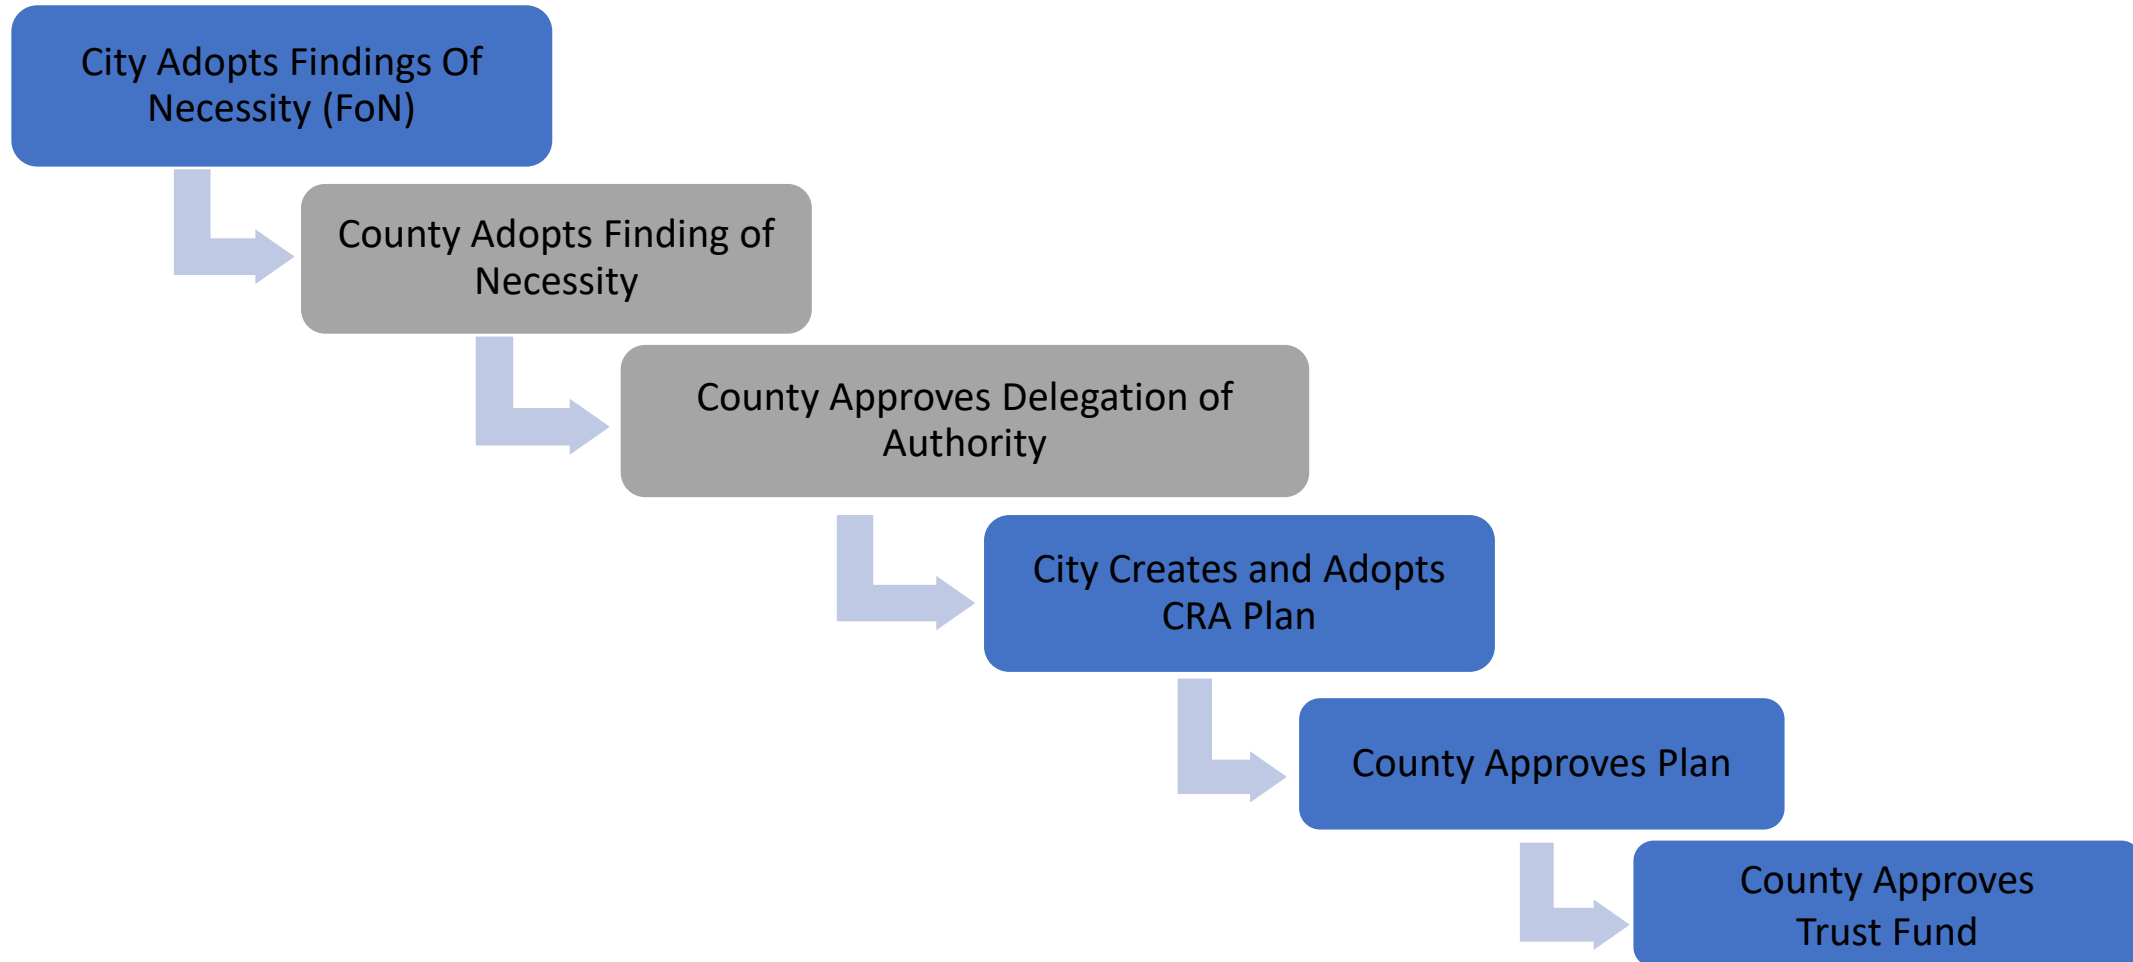 City Adopts Findings Of
Necessity (FoN)
County Adopts Finding of
Necessity
County Approves Delegation of
Authority
City Creates and Adopts
CRA Plan
County Approves Plan
County Approves
Trust Fund